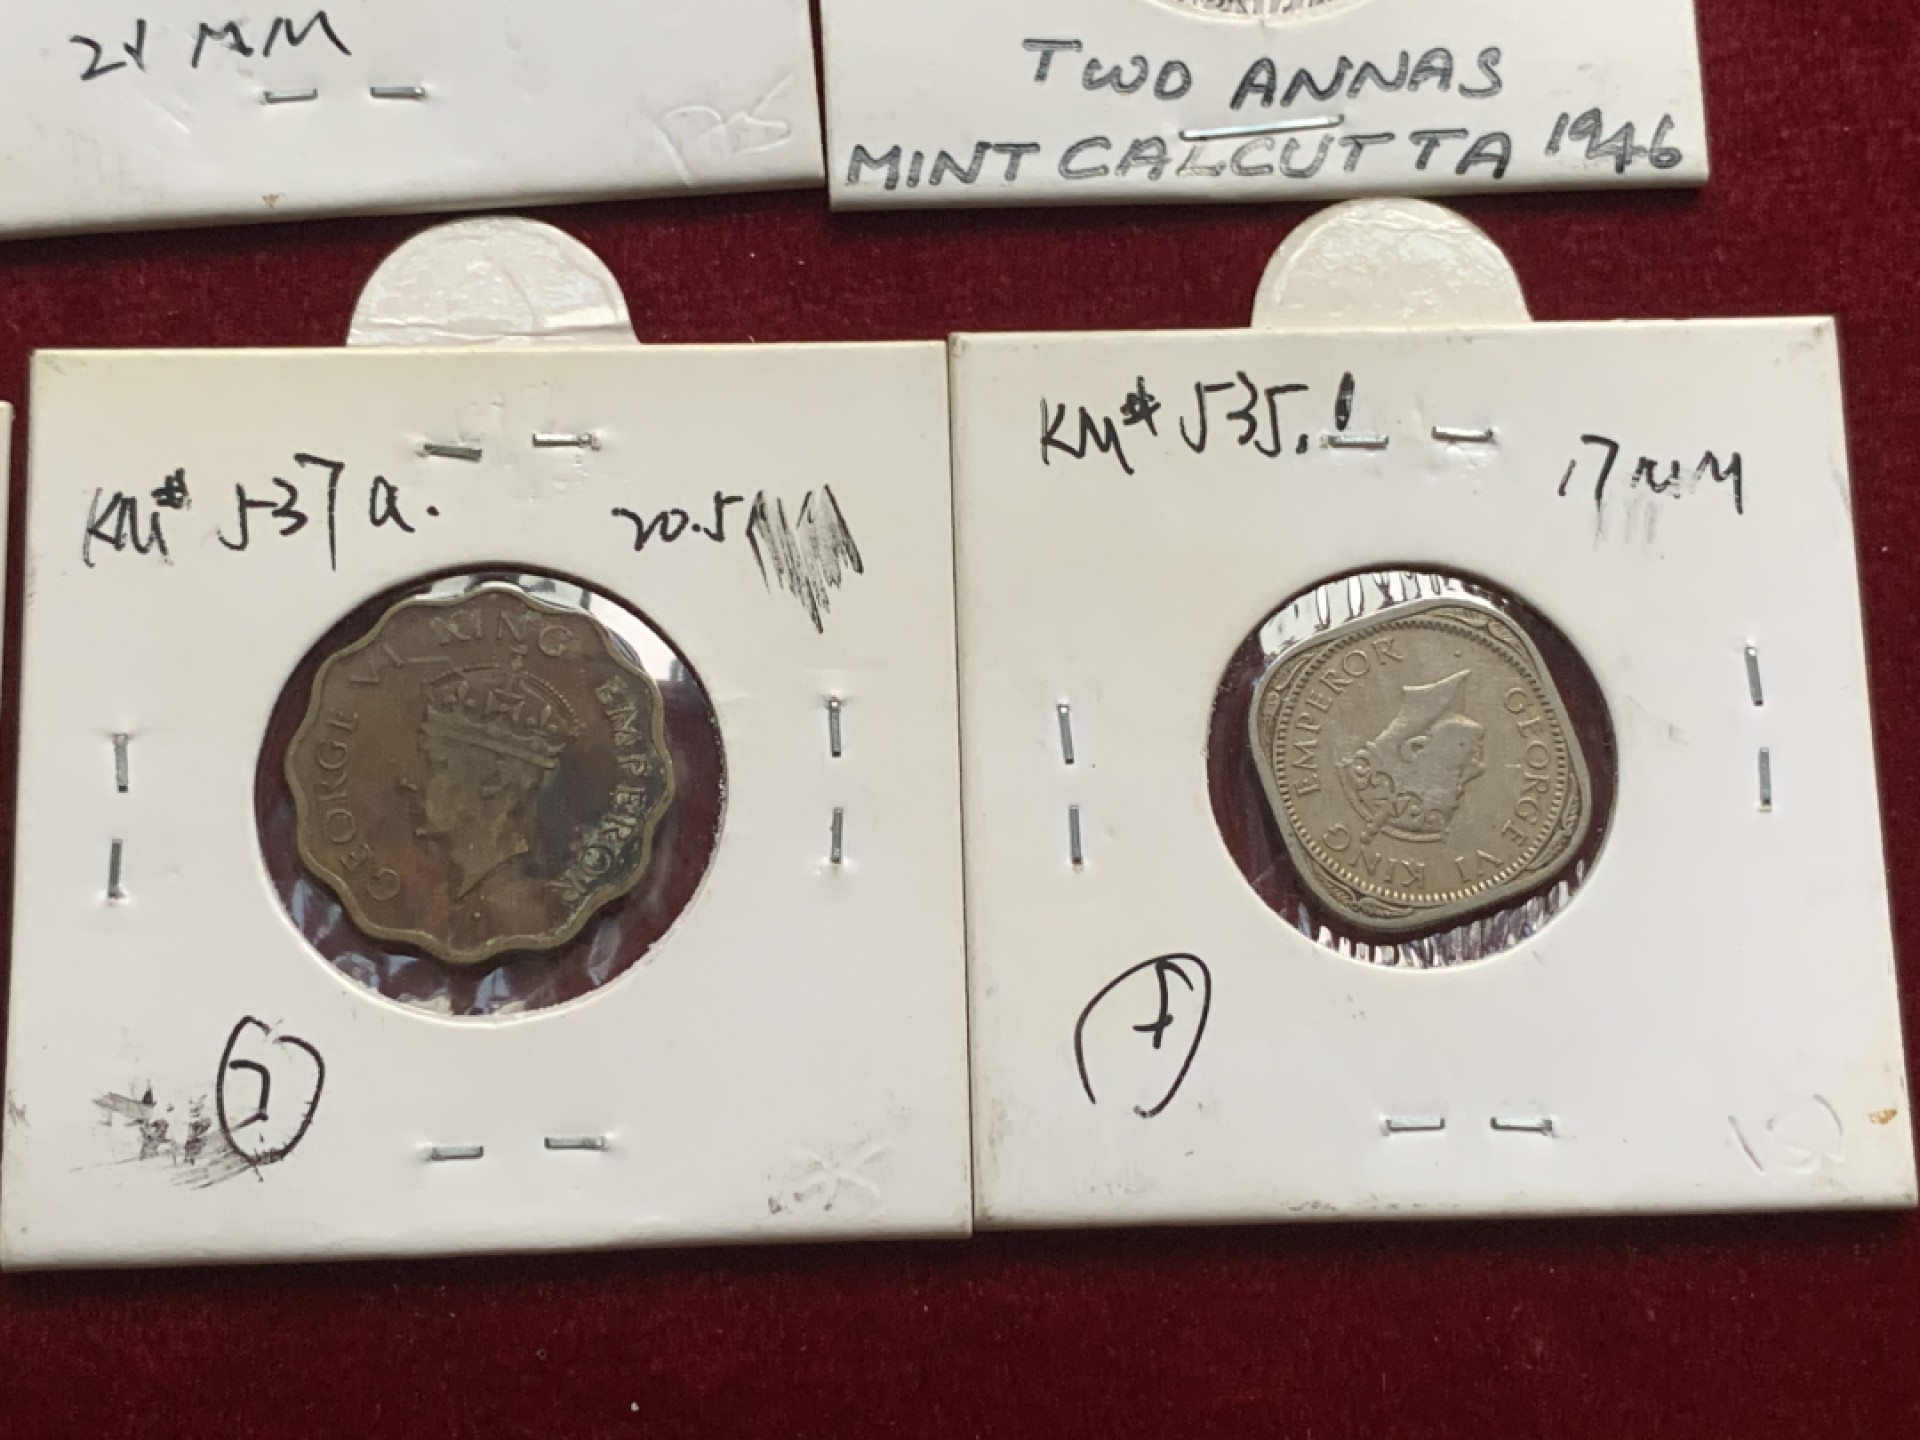 21 MM
TWO ANNAS
MINT CALCUTTA 1946
KM# 537a.
20.5
GEORGE VI KING EMPEROR
7
KM# 535.1
17 MM
GEORGE VI KING EMPEROR